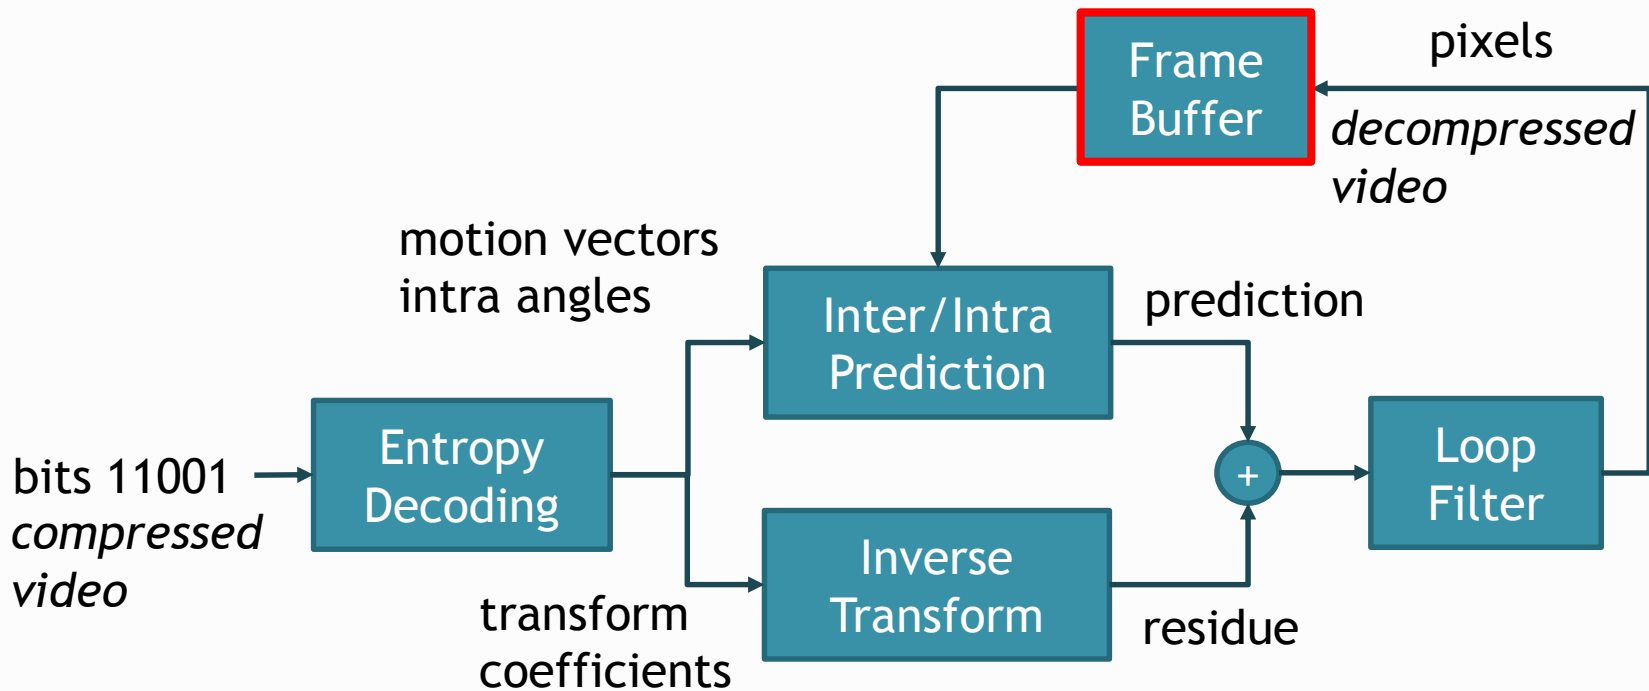 Frame
Buffer
pixels
decompressed
video
motion vectors
intra angles
Inter/Intra
Prediction
prediction
bits 11001
compressed
video
Entropy
Decoding
+
Loop
Filter
transform
coefficients
Inverse
Transform
residue